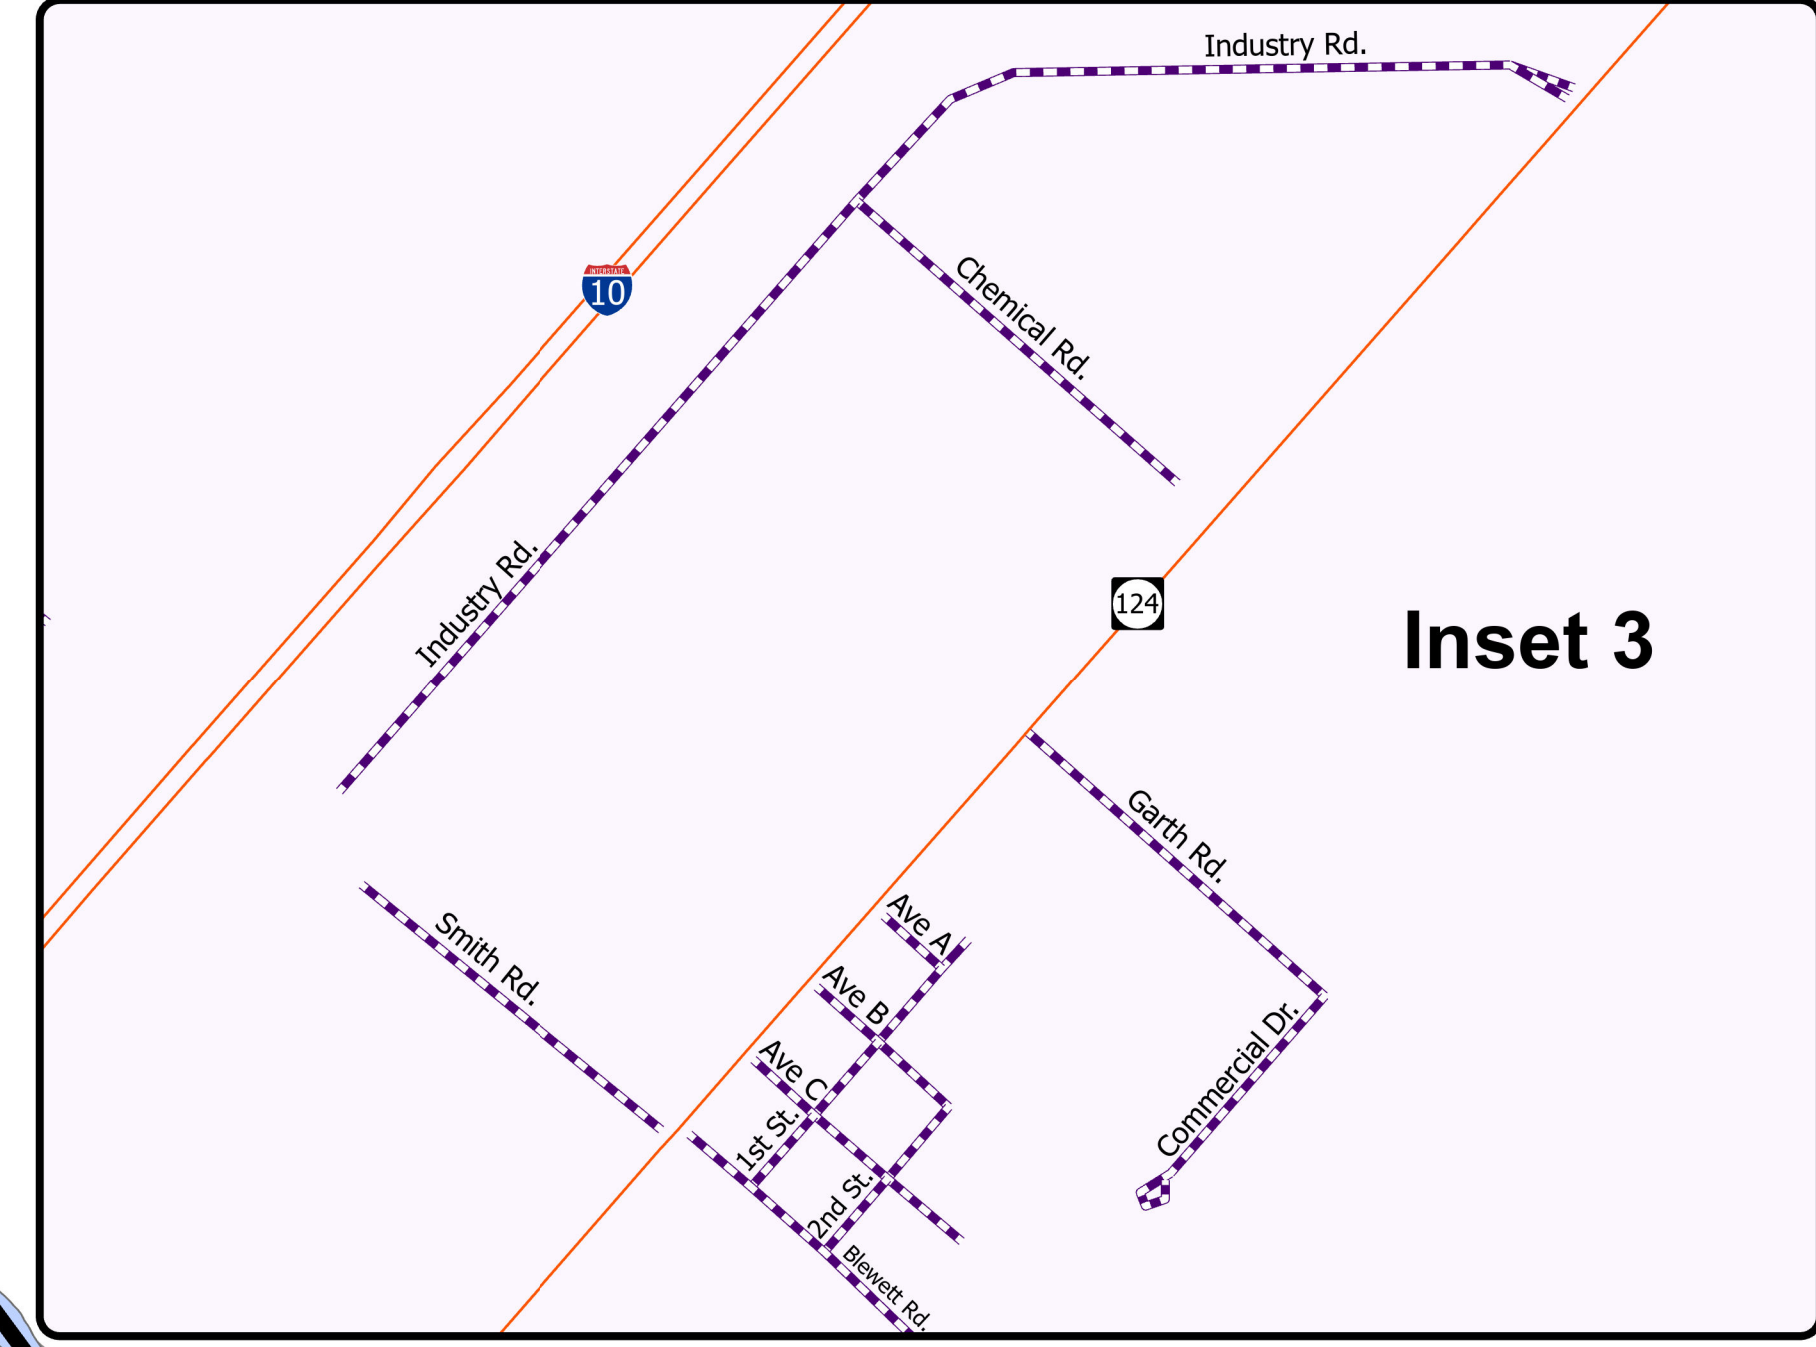 Industry Rd.
INTERSTATE
10
Chemical Rd.
Industry Rd.
124
Inset 3
Garth Rd.
Ave A
Smith Rd.
Ave B
Commercial Dr.
Ave C
1st St.
2nd St.
Blewett Rd.